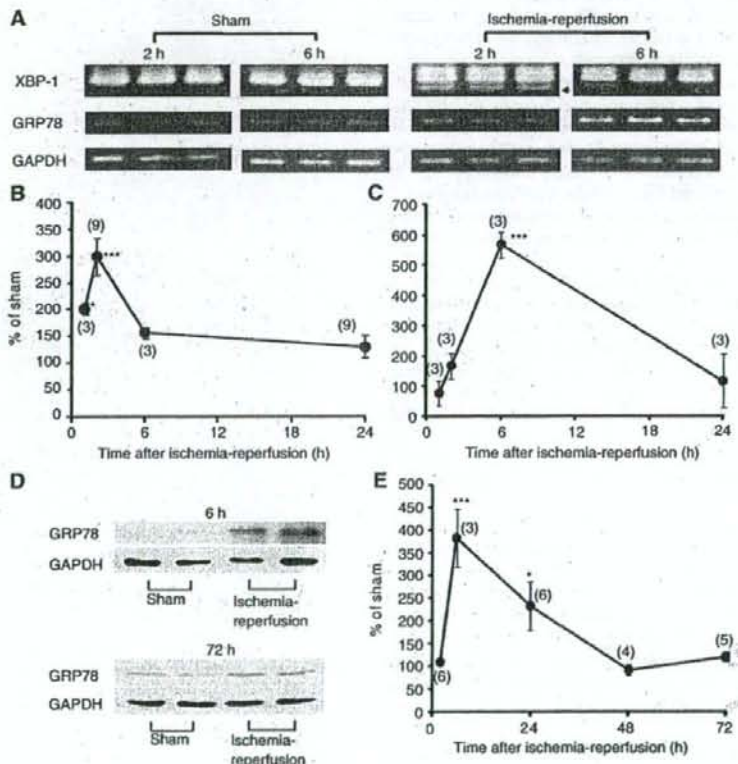 A
Sham
Ischemia-reperfusion
2 h
6 h
2 h
6 h
XBP-1
GRP78
GAPDH
B
% of sham
400
350
300
250
200
150
100
50
0
(9)
***
*
(3)
(3)
(9)
0
6
12
18
24
Time after ischemia-reperfusion (h)
C
700
600
500
400
300
200
100
0
(3)
***
(3)
(3)
(3)
0
6
12
18
24
Time after ischemia-reperfusion (h)
D
6 h
GRP78
GAPDH
Sham
Ischemia-
reperfusion
72 h
GRP78
GAPDH
Sham
Ischemia-
reperfusion
E
% of sham
500
450
400
350
300
250
200
150
100
50
0
***
(3)
*
(6)
(6)
(4)
(5)
0
24
48
72
Time after ischemia-reperfusion (h)